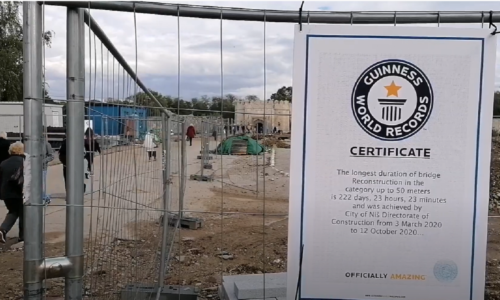 GUINNESS
WORLD RECORDS
CERTIFICATE
The longest duration of bridge
Reconstruction in the
category up to 50 meters
is 222 days, 23 hours, 23 minutes
and was achieved by
City of Nis Directorate of
Construction from 3 March 2020
to 12 October 2020
OFFICIALLY AMAZING